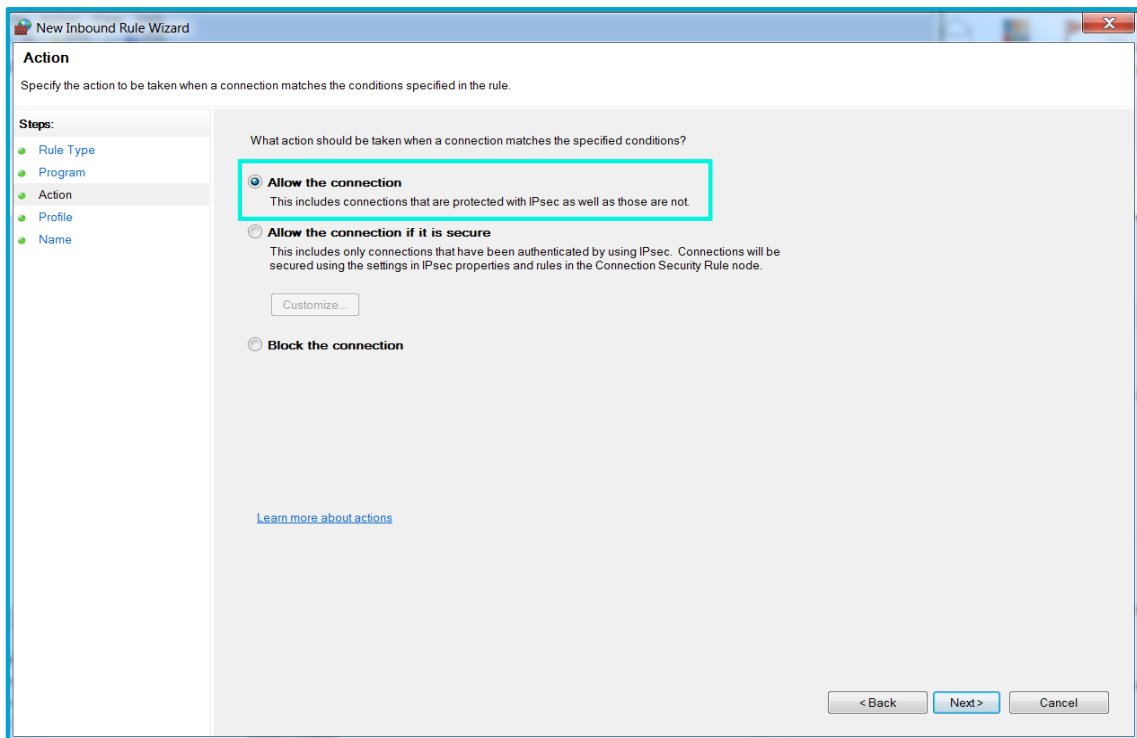 New Inbound Rule Wizard
X
Action
Specify the action to be taken when a connection matches the conditions specified in the rule.
Steps:
Rule Type
Program
Action
Profile
Name
What action should be taken when a connection matches the specified conditions?
Allow the connection
This includes connections that are protected with IPsec as well as those are not.
Allow the connection if it is secure
This includes only connections that have been authenticated by using IPsec. Connections will be
secured using the settings in IPsec properties and rules in the Connection Security Rule node.
Customize...
Block the connection
Learn more about actions
< Back
Next >
Cancel